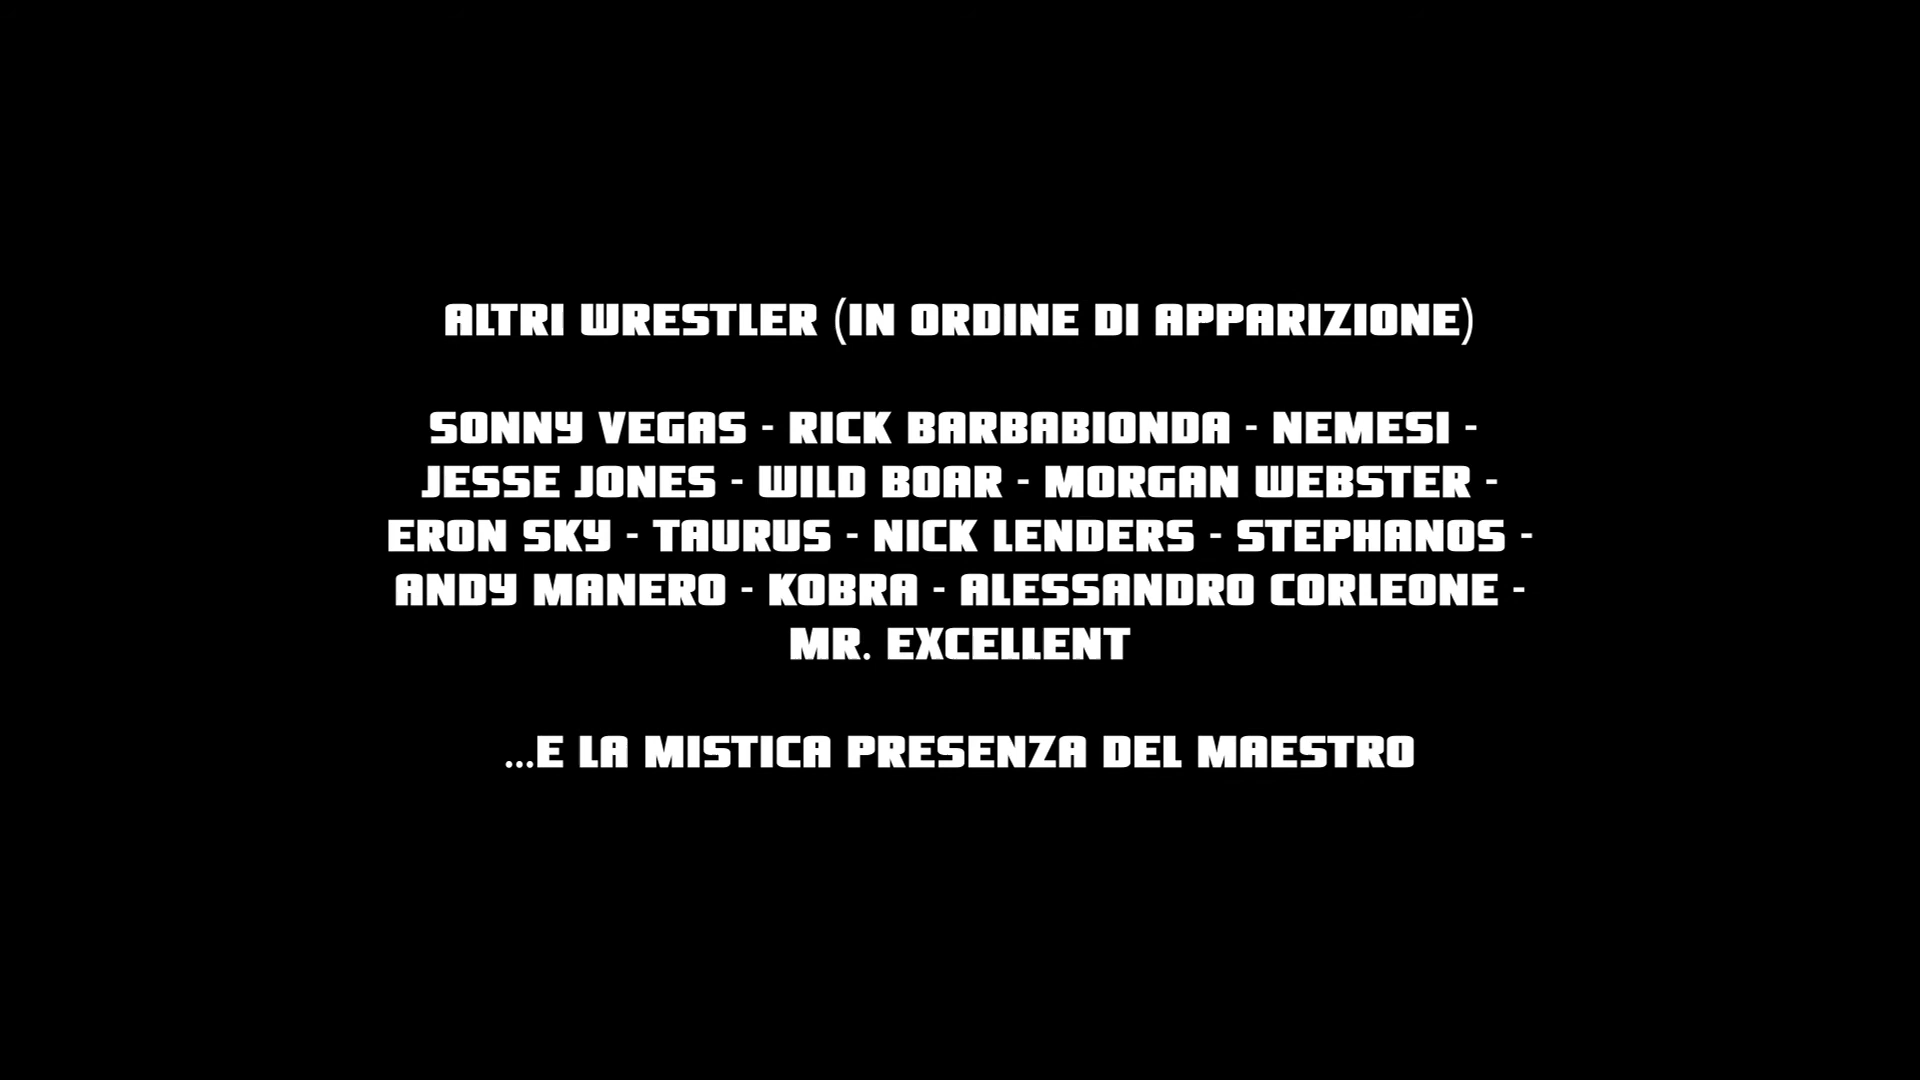 ALTRI WRESTLER (IN ORDINE DI APPARIZIONE)
SONNY VEGAS - RICK BARBABIONDA - NEMESI -
JESSE JONES - WILD BOAR - MORGAN WEBSTER -
ERON SKY - TAURUS - NICK LENDERS - STEPHANOS -
ANDY MANERO - KOBRA - ALESSANDRO CORLEONE -
MR. EXCELLENT
...E LA MISTICA PRESENZA DEL MAESTRO